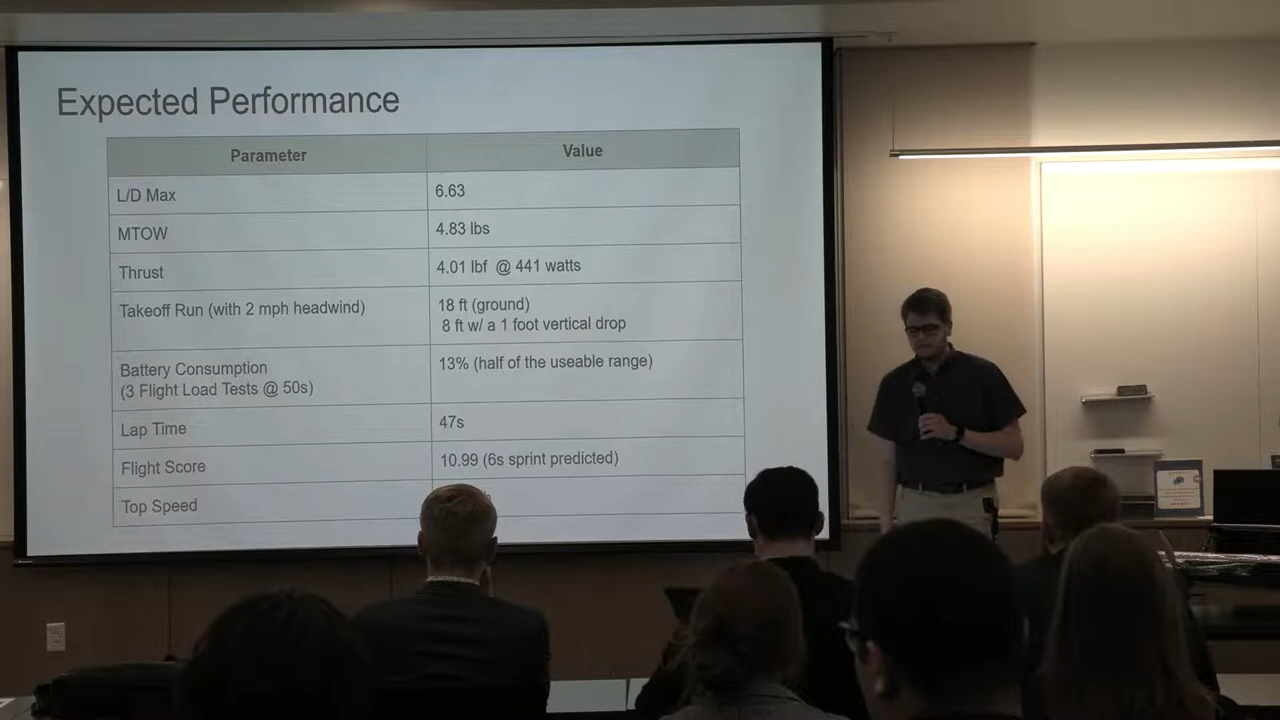 Expected Performance
Parameter Value
L/D Max 6.63
MTOW 4.83 lbs
Thrust 4.01 lbf @ 441 watts
Takeoff Run (with 2 mph headwind) 18 ft (ground)
8 ft w/ a 1 foot vertical drop
Battery Consumption 13% (half of the useable range)
(3 Flight Load Tests @ 50s)
Lap Time 47s
Flight Score 10.99 (6s sprint predicted)
Top Speed